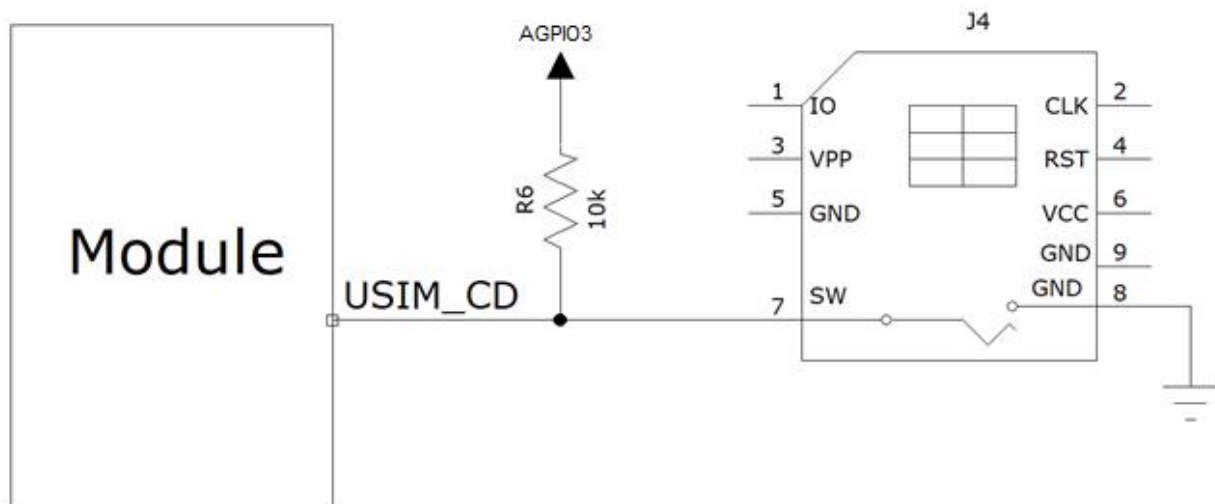 AGPIO3
J4
1
IO
CLK
2
3
VPP
RST
4
R6
10k
5
GND
VCC
6
Module
GND
9
USIM_CD
7
SW
GND
8